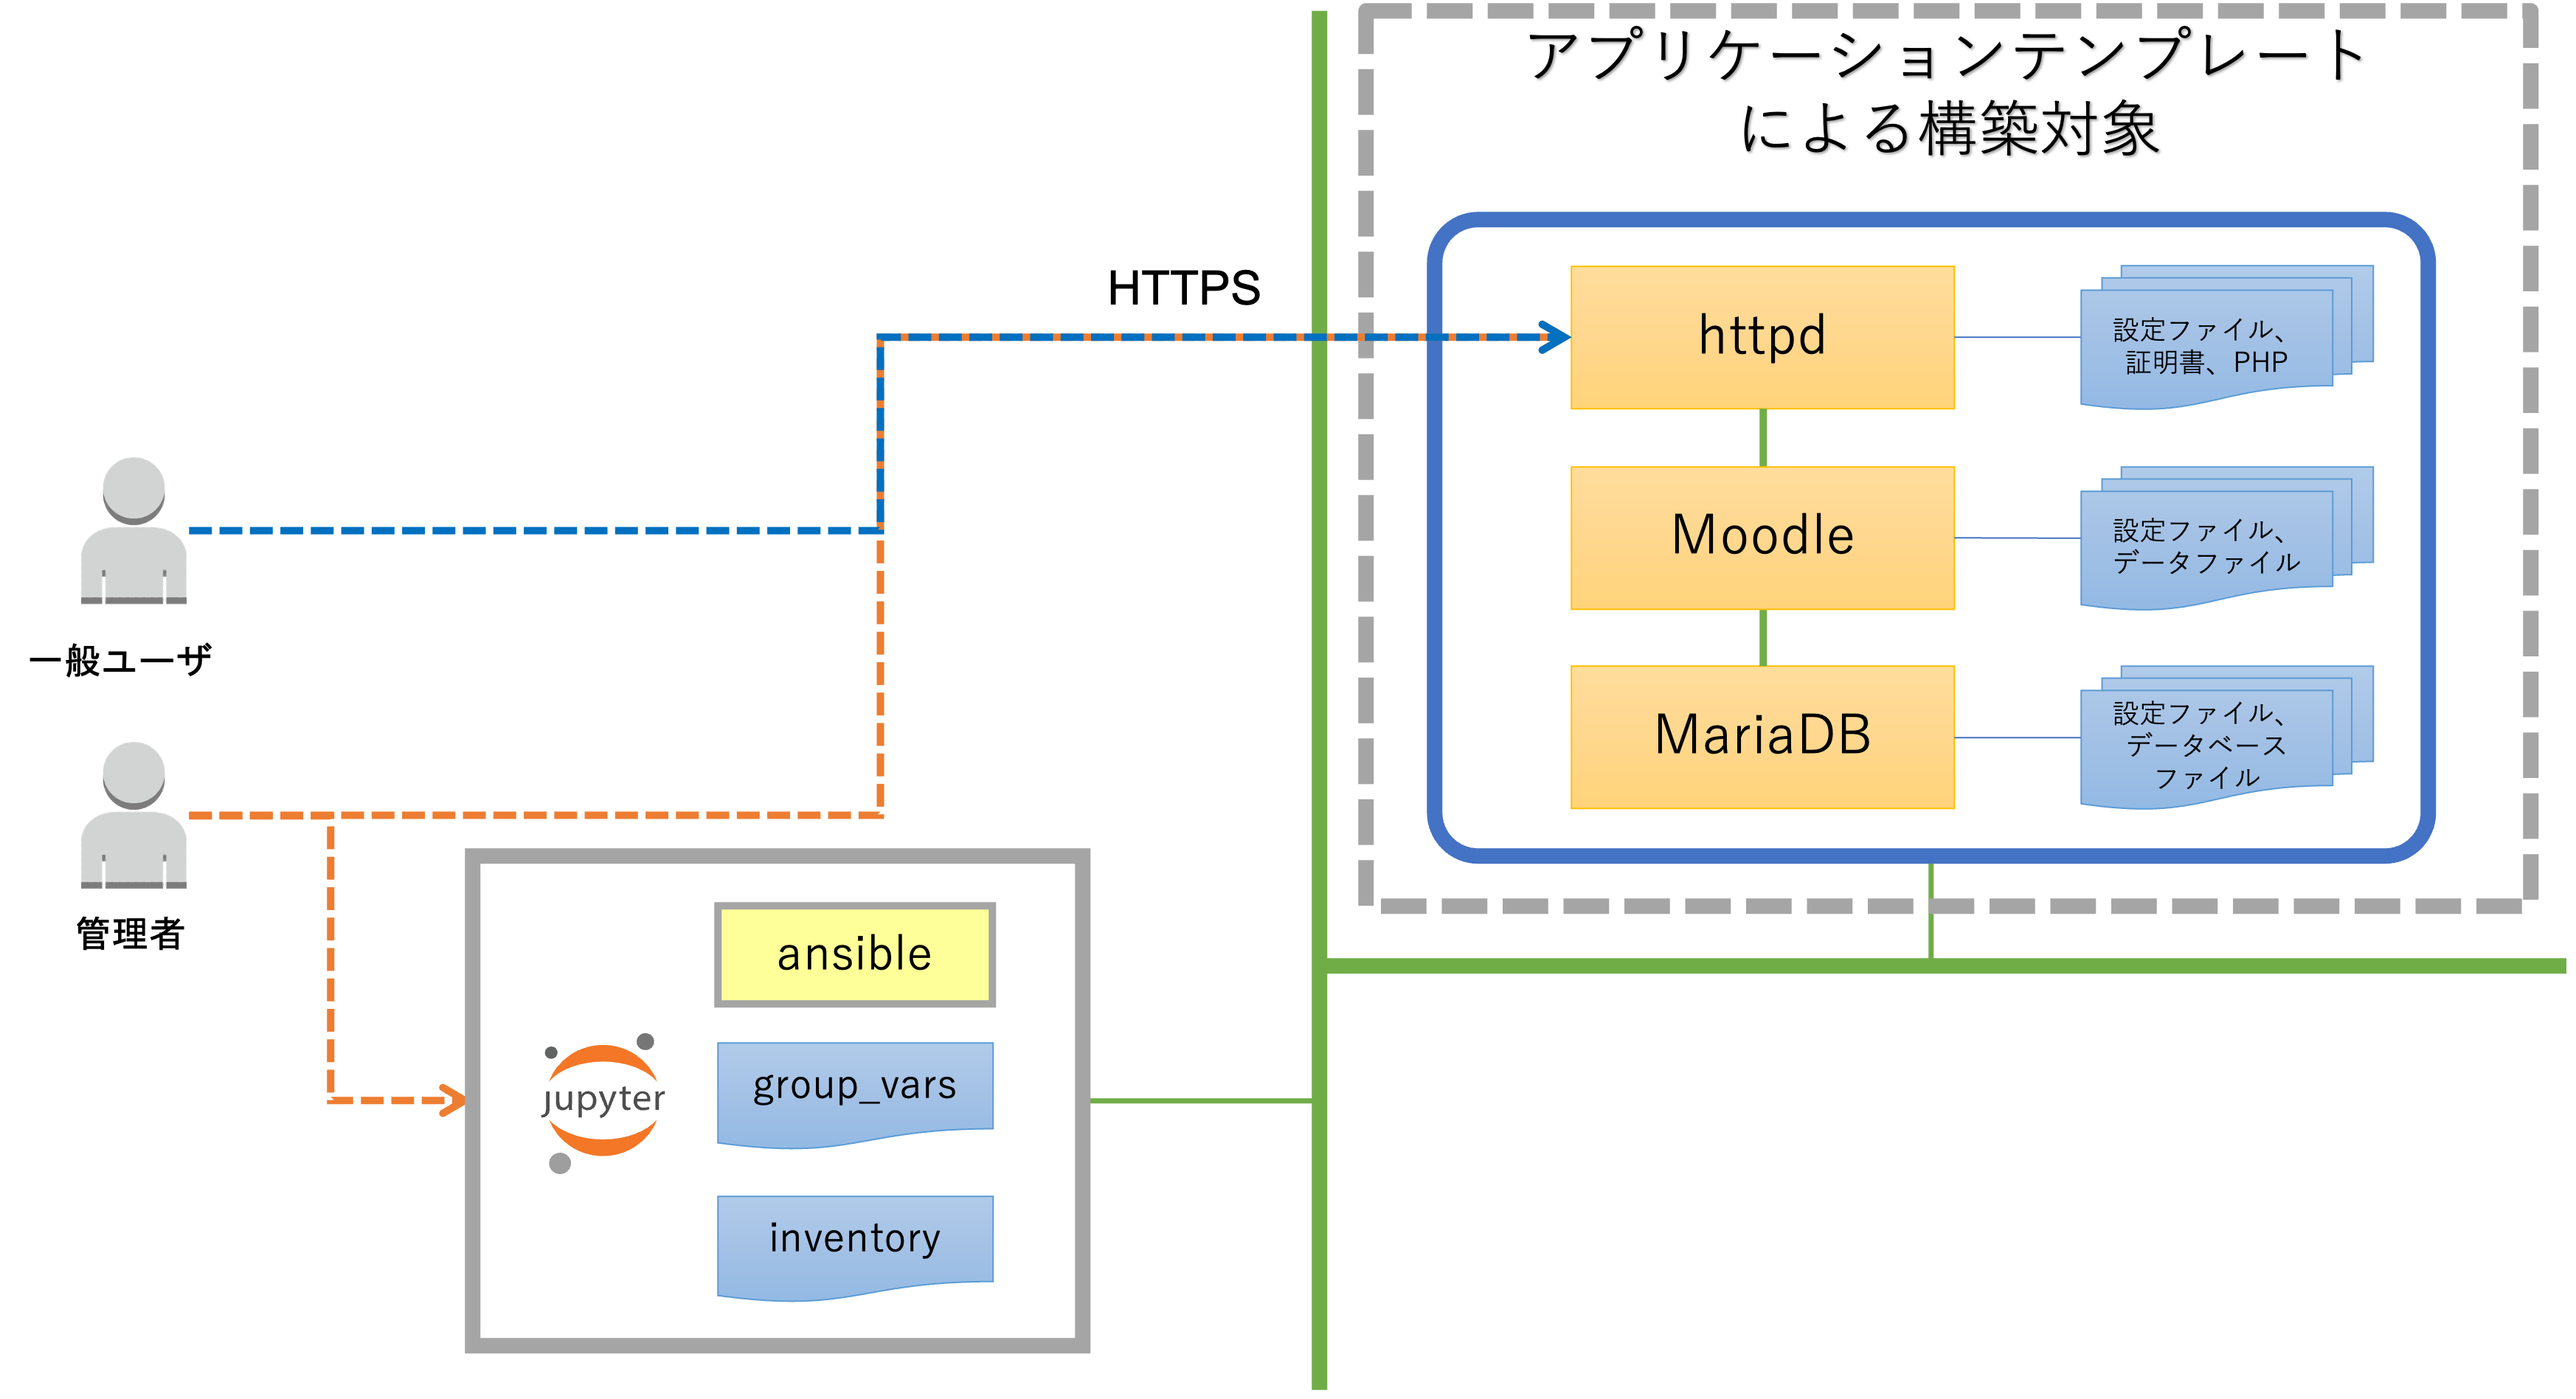 アプリケーションテンプレート
による構築対象
HTTPS
httpd
設定ファイル、
証明書、PHP
Moodle
設定ファイル、
データファイル
MariaDB
設定ファイル、
データベース
ファイル
一般ユーザ
管理者
ansible
jupyter
group_vars
inventory